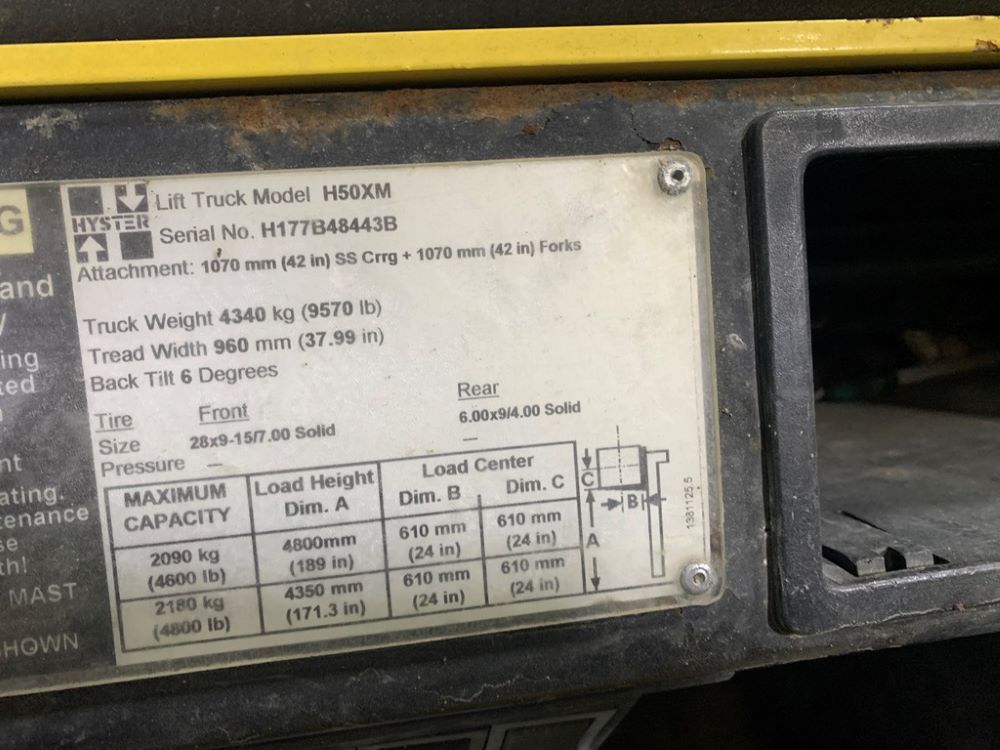 G
and
y
ing
ted
nt
ating.
tenance
se
th!
MAST
HOWN
HYSTER
Lift Truck Model H50XM
Serial No. H177B48443B
Attachment: 1070 mm (42 in) SS Crrg + 1070 mm (42 in) Forks
Truck Weight 4340 kg (9570 lb)
Tread Width 960 mm (37.99 in)
Back Tilt 6 Degrees
Tire Front Rear
Size 28x9-15/7.00 Solid 6.00x9/4.00 Solid
Pressure — —
MAXIMUM CAPACITY Load Height Dim. A Load Center Dim. B Dim. C
2090 kg (4600 lb) 4800mm (189 in) 610 mm (24 in) 610 mm (24 in)
2180 kg (4800 lb) 4350 mm (171.3 in) 610 mm (24 in) 610 mm (24 in)
C
B
A
1381125.5